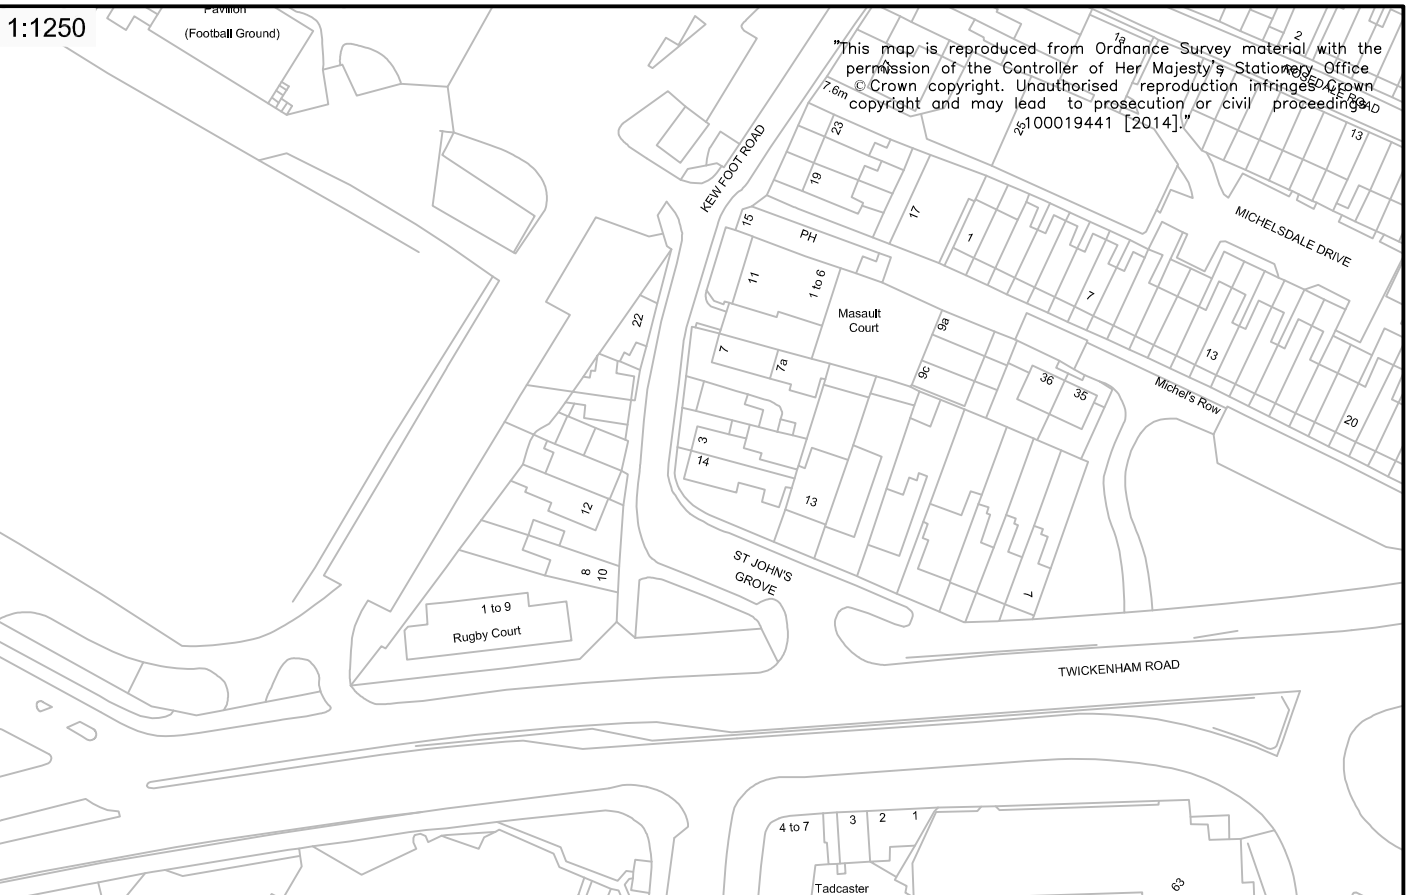 1:1250
Pavilion
(Football Ground)
"This map is reproduced from Ordnance Survey material with the
permission of the Controller of Her Majesty's Stationery Office
© Crown copyright. Unauthorised reproduction infringes Crown
copyright and may lead to prosecution or civil proceedings
100019441 [2014]."
1a
2
ROSEDALE ROAD
13
7.6m
23
25
19
17
KEW FOOT ROAD
15
PH
1
MICHELSDALE DRIVE
7
13
20
11
1 to 6
Masault
Court
9a
9c
22
7
7a
36
35
Michel's Row
3
14
13
12
8
10
1
ST JOHN'S
GROVE
1 to 9
Rugby Court
TWICKENHAM ROAD
4 to 7
3
2
1
Tadcaster
63